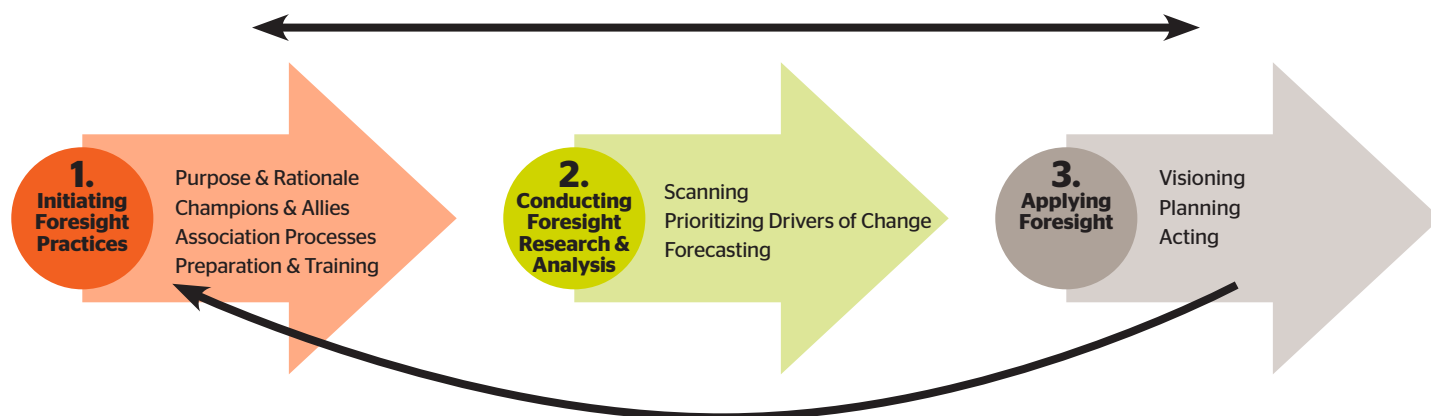 1.
Initiating
Foresight
Practices
Purpose & Rationale
Champions & Allies
Association Processes
Preparation & Training
2.
Conducting
Foresight
Research &
Analysis
Scanning
Prioritizing Drivers of Change
Forecasting
3.
Applying
Foresight
Visioning
Planning
Acting